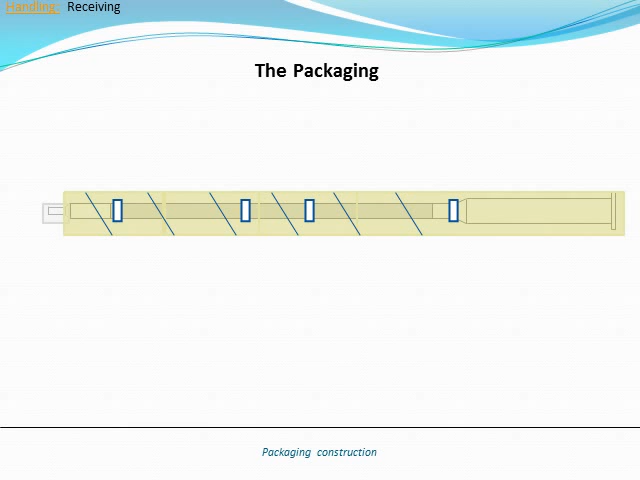 Handling: Receiving
The Packaging
Packaging construction